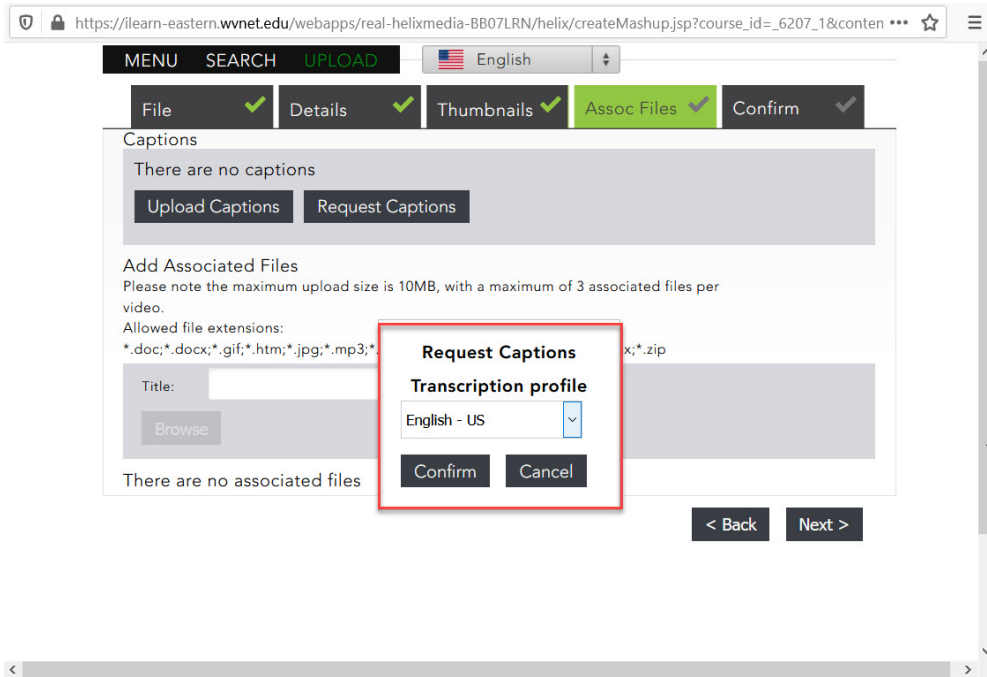 https://ilearn-eastern.wvnet.edu/webapps/real-helixmedia-BB07LRN/helix/createMashup.jsp?course_id=_6207_1&conten
MENU SEARCH UPLOAD English
File Details Thumbnails Assoc Files Confirm
Captions
There are no captions
Upload Captions Request Captions
Add Associated Files
Please note the maximum upload size is 10MB, with a maximum of 3 associated files per
video.
Allowed file extensions:
*.doc;*.docx;*.gif;*.htm;*.jpg;*.mp3;*. x;*.zip
Request Captions
Transcription profile
Title:
English - US
Browse
Confirm Cancel
There are no associated files
< Back Next >